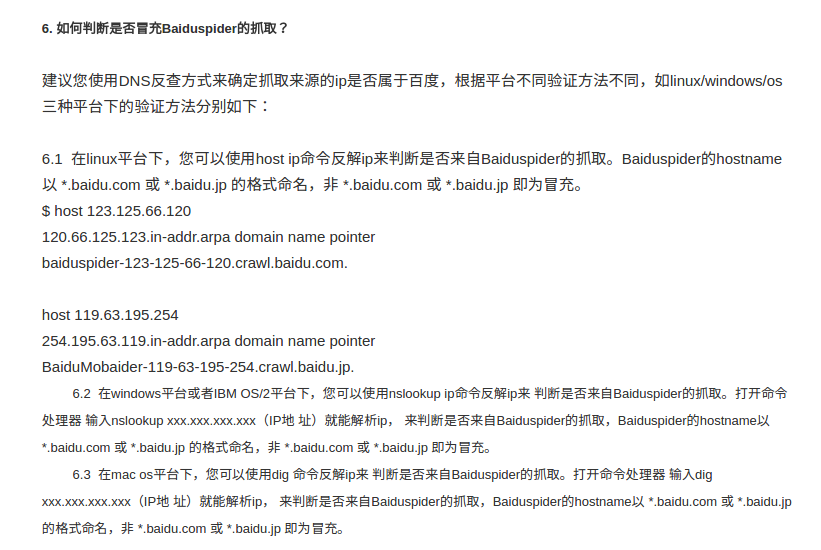 6. 如何判断是否冒充Baiduspider的抓取？
建议您使用DNS反查方式来确定抓取来源的ip是否属于百度，根据平台不同验证方法不同，如linux/windows/os
三种平台下的验证方法分别如下：
6.1  在linux平台下，您可以使用host ip命令反解ip来判断是否来自Baiduspider的抓取。Baiduspider的hostname
以 *.baidu.com 或 *.baidu.jp 的格式命名，非 *.baidu.com 或 *.baidu.jp 即为冒充。
$ host 123.125.66.120
120.66.125.123.in-addr.arpa domain name pointer
baiduspider-123-125-66-120.crawl.baidu.com.
host 119.63.195.254
254.195.63.119.in-addr.arpa domain name pointer
BaiduMobaider-119-63-195-254.crawl.baidu.jp.
6.2  在windows平台或者IBM OS/2平台下，您可以使用nslookup ip命令反解ip来 判断是否来自Baiduspider的抓取。打开命令
处理器 输入nslookup xxx.xxx.xxx.xxx（IP地 址）就能解析ip， 来判断是否来自Baiduspider的抓取，Baiduspider的hostname以
*.baidu.com 或 *.baidu.jp 的格式命名，非 *.baidu.com 或 *.baidu.jp 即为冒充。
6.3  在mac os平台下，您可以使用dig 命令反解ip来 判断是否来自Baiduspider的抓取。打开命令处理器 输入dig
xxx.xxx.xxx.xxx（IP地 址）就能解析ip， 来判断是否来自Baiduspider的抓取，Baiduspider的hostname以 *.baidu.com 或 *.baidu.jp
的格式命名，非 *.baidu.com 或 *.baidu.jp 即为冒充。